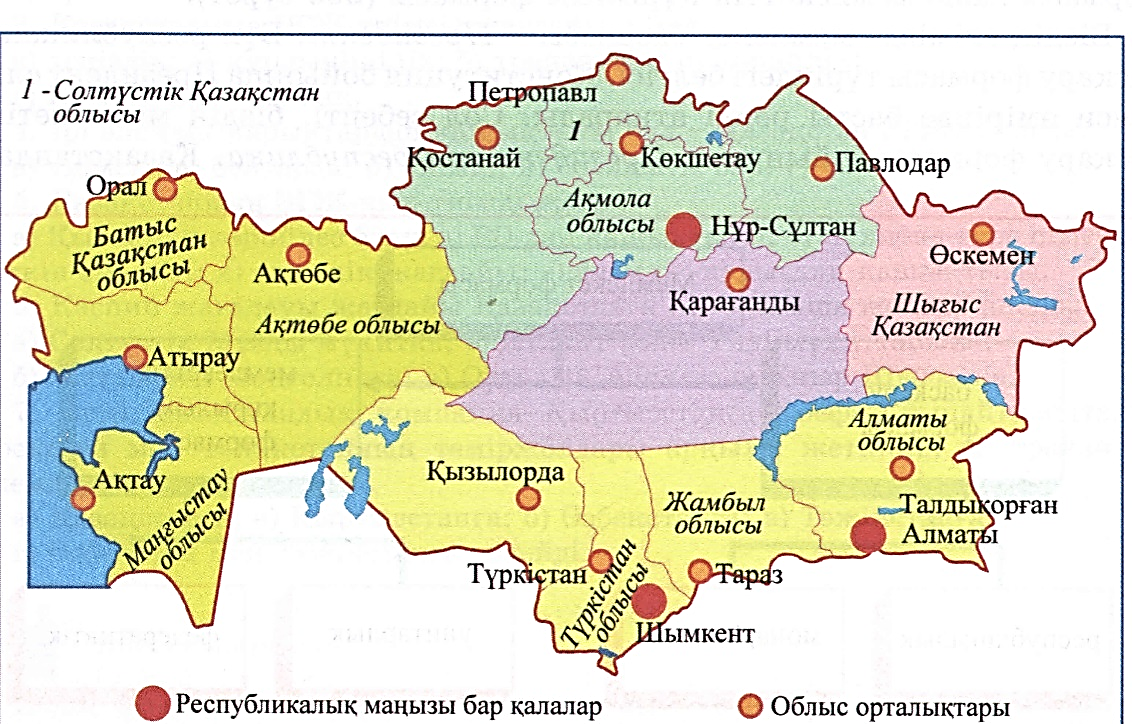 1 - Солтүстік Қазақстан
облысы
Петропавл
1
Қостанай
Көкшетау
Павлодар
Орал
Ақмола
облысы
Нұр-Сұлтан
Батыс
Қазақстан
облысы
Ақтөбе
Өскемен
Қарағанды
Шығыс
Қазақстан
Ақтөбе облысы
Атырау
Алматы
облысы
Қызылорда
Ақтау
Жамбыл
облысы
Талдықорған
Алматы
Маңғыстау
облысы
Түркістан
Түркістан
облысы
Тараз
Шымкент
Республикалық маңызы бар қалалар
Облыс орталықтары